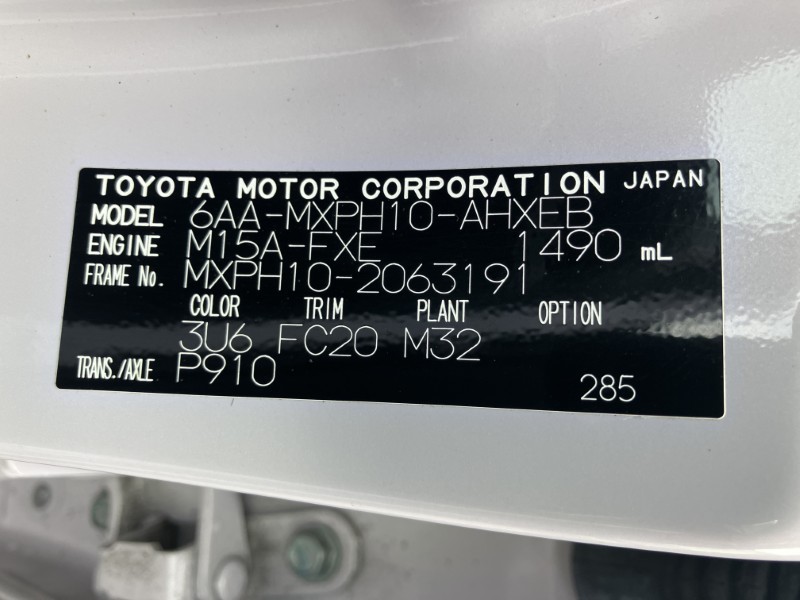 TOYOTA MOTOR CORPORATION JAPAN
MODEL 6AA-MXPH10-AHXEB
ENGINE M15A-FXE 1490 mL
FRAME No. MXPH10-2063191
COLOR TRIM PLANT OPTION
3U6 FC20 M32
TRANS./AXLE P910
285